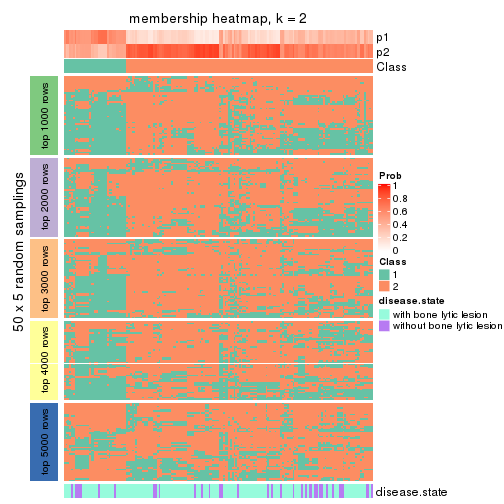 membership heatmap, k = 2
p1
p2
Class
50 x 5 random samplings
top 1000 rows
top 2000 rows
top 3000 rows
top 4000 rows
top 5000 rows
disease.state
Prob
1
0.8
0.6
0.4
0.2
0
Class
1
2
disease.state
with bone lytic lesion
without bone lytic lesion